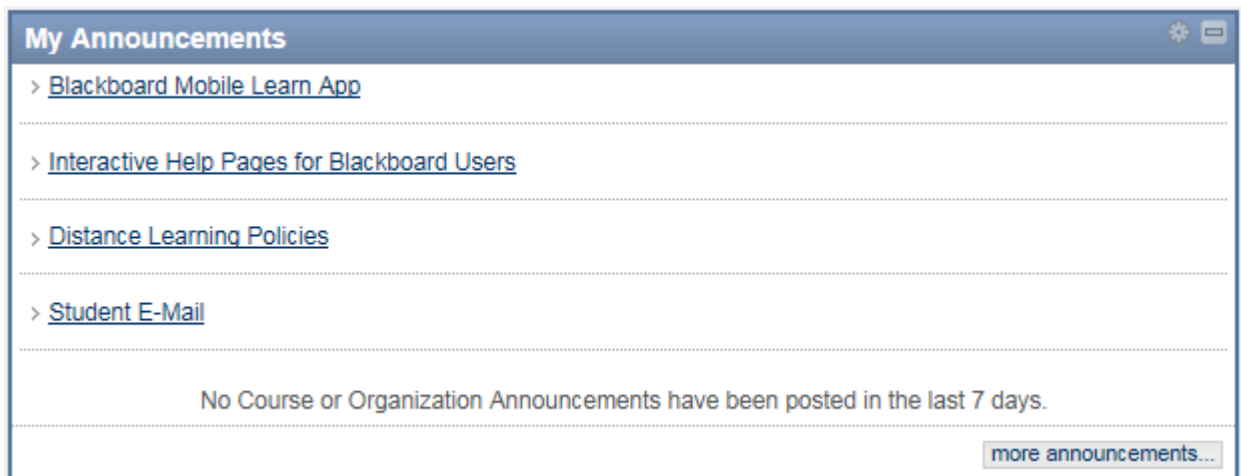 My Announcements
Blackboard Mobile Learn App
Interactive Help Pages for Blackboard Users
Distance Learning Policies
Student E-Mail
No Course or Organization Announcements have been posted in the last 7 days.
more announcements...